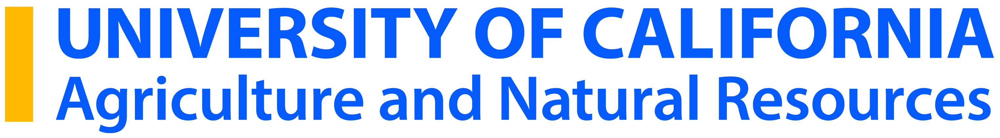 UNIVERSITY OF CALIFORNIA
Agriculture and Natural Resources